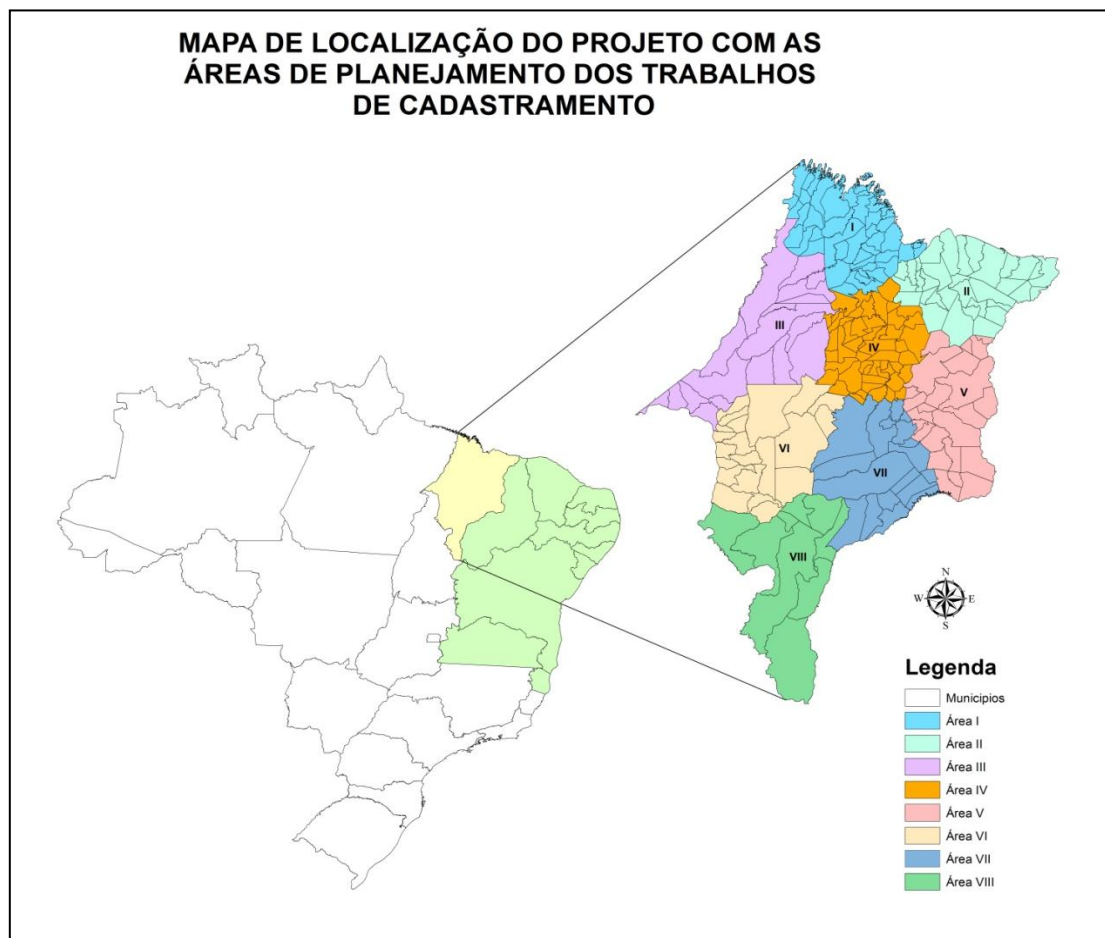 MAPA DE LOCALIZAÇÃO DO PROJETO COM AS
ÁREAS DE PLANEJAMENTO DOS TRABALHOS
DE CADASTRAMENTO
I
II
III
IV
V
VI
VII
VIII
N
W E
S
Legenda
Municipios
Área I
Área II
Área III
Área IV
Área V
Área VI
Área VII
Área VIII